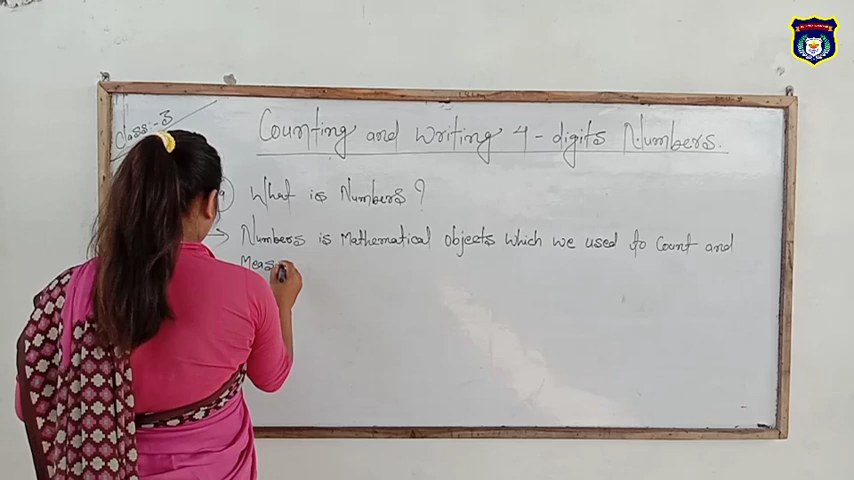 Class:-3
Counting and Writing 4-digits Numbers.
What is Numbers?
→ Numbers is Mathematical objects which we used to Count and
Meas